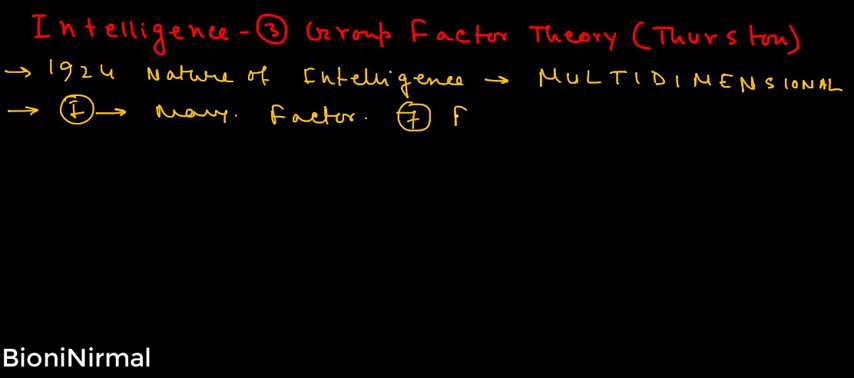 Intelligence - ③ Group Factor Theory (Thurston)
→ 1924 Nature of Intelligence → MULTIDIMENSIONAL
→ Ⓘ → Many. Factor. ⑦ F
BioniNirmal